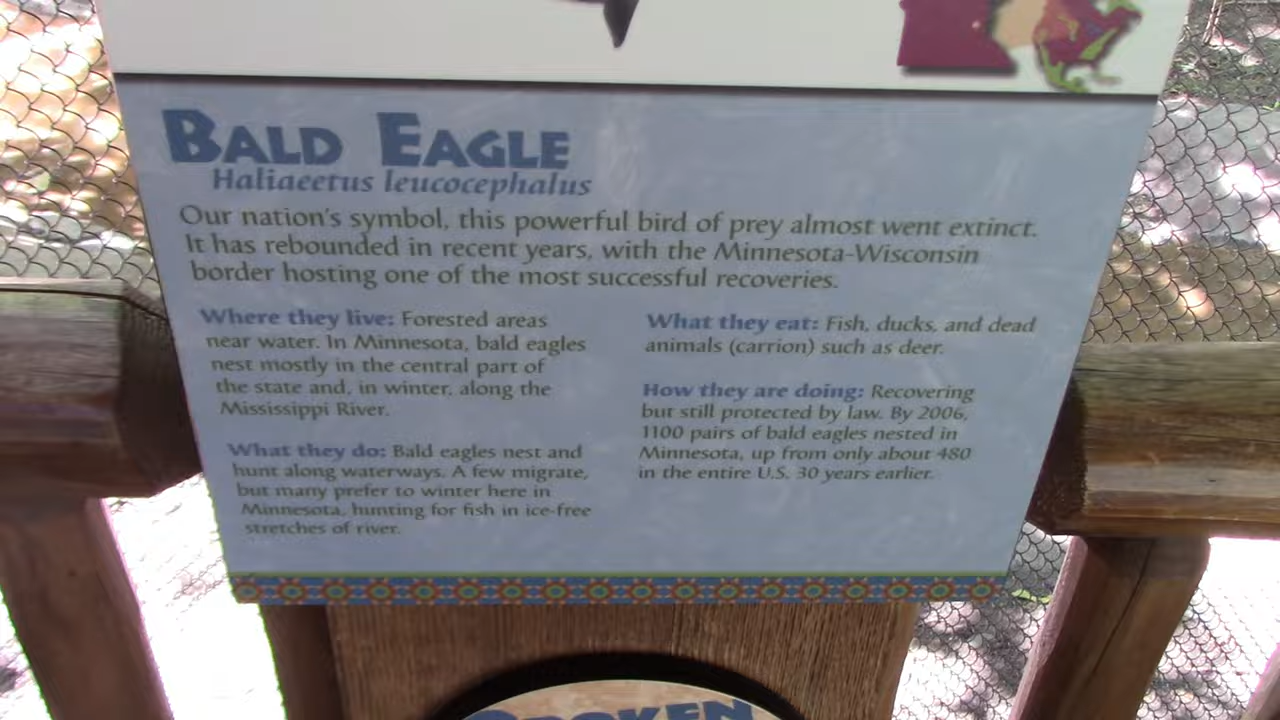 BALD EAGLE
Haliaeetus leucocephalus
Our nation's symbol, this powerful bird of prey almost went extinct.
It has rebounded in recent years, with the Minnesota-Wisconsin
border hosting one of the most successful recoveries.
Where they live: Forested areas
near water. In Minnesota, bald eagles
nest mostly in the central part of
the state and, in winter, along the
Mississippi River.
What they do: Bald eagles nest and
hunt along waterways. A few migrate,
but many prefer to winter here in
Minnesota, hunting for fish in ice-free
stretches of river.
What they eat: Fish, ducks, and dead
animals (carrion) such as deer.
How they are doing: Recovering
but still protected by law. By 2006,
1100 pairs of bald eagles nested in
Minnesota, up from only about 480
in the entire U.S. 30 years earlier.
BROKEN